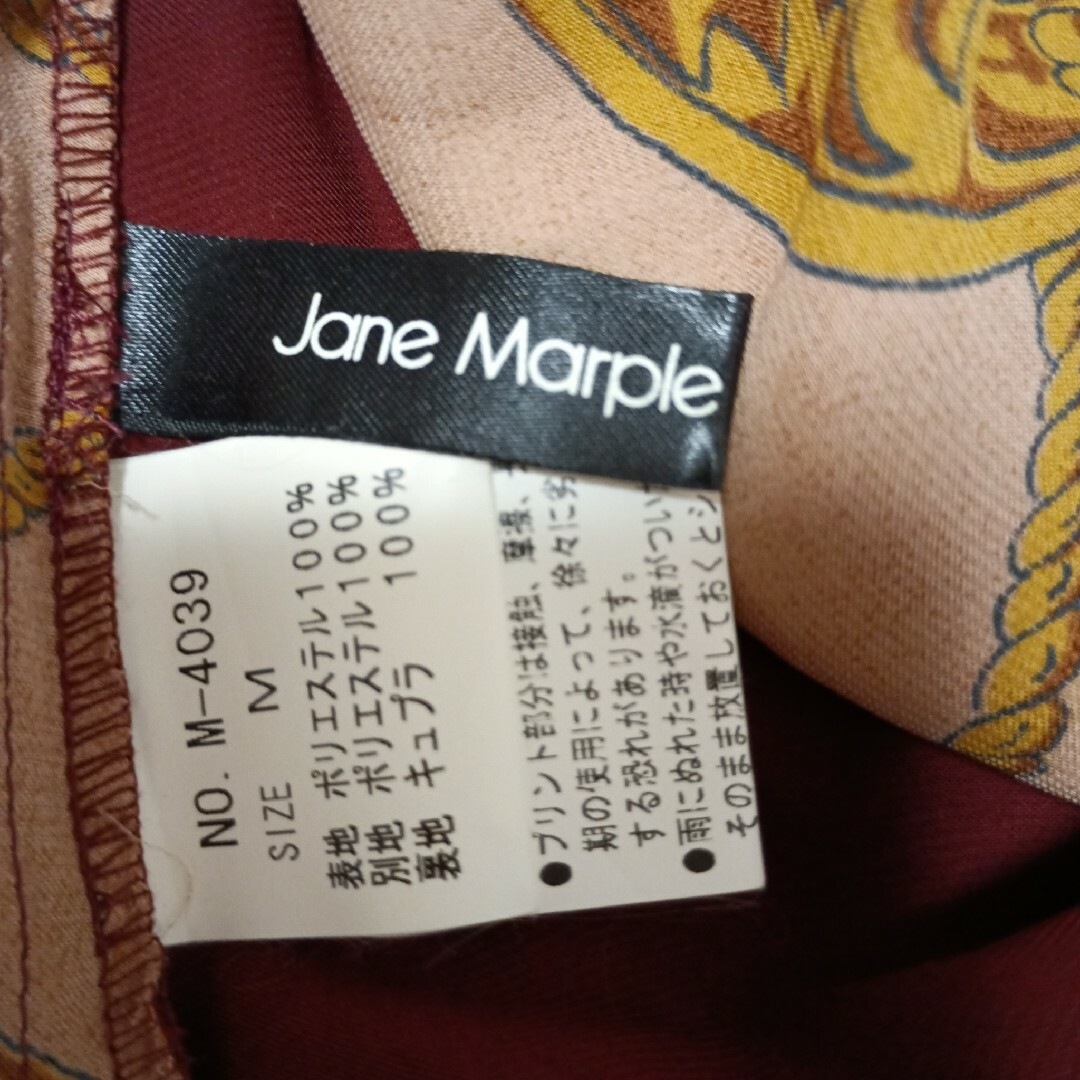 Jane Marple
NO. M-4039
SIZE M
表地 ポリエステル100%
別地 ポリエステル100%
裏地 キュプラ 100%
●プリント部分は接触、摩擦、
期の使用によって、徐々に劣
する恐れがあります。
●雨にぬれた時や水滴がつい
そのまま放置しておくとシ